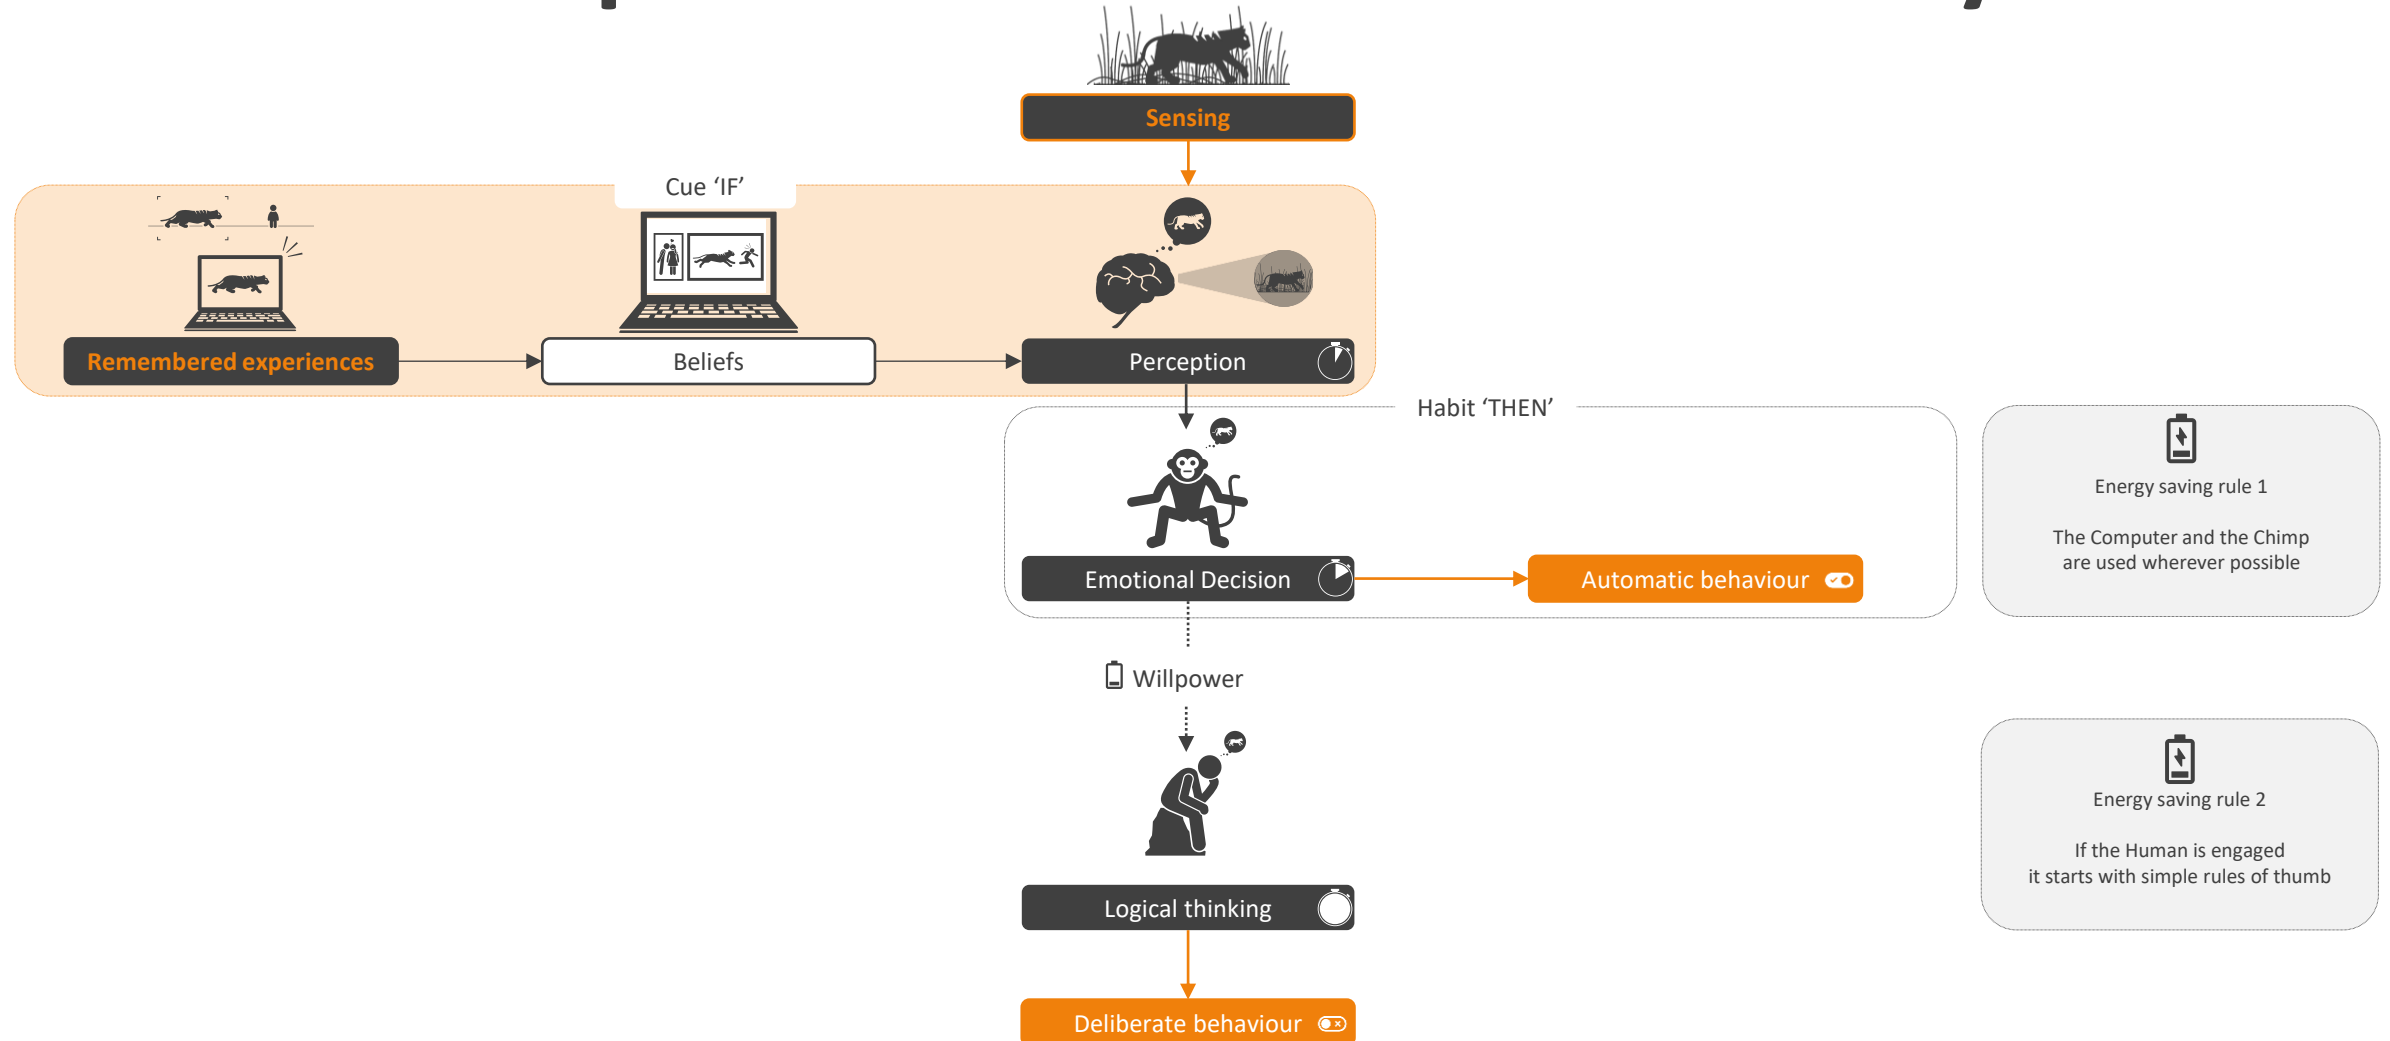 Sensing
Cue ‘IF’
Remembered experiences
Beliefs
Perception
Habit ‘THEN’
Emotional Decision
Automatic behaviour
Energy saving rule 1
The Computer and the Chimp
are used wherever possible
Willpower
Energy saving rule 2
If the Human is engaged
it starts with simple rules of thumb
Logical thinking
Deliberate behaviour